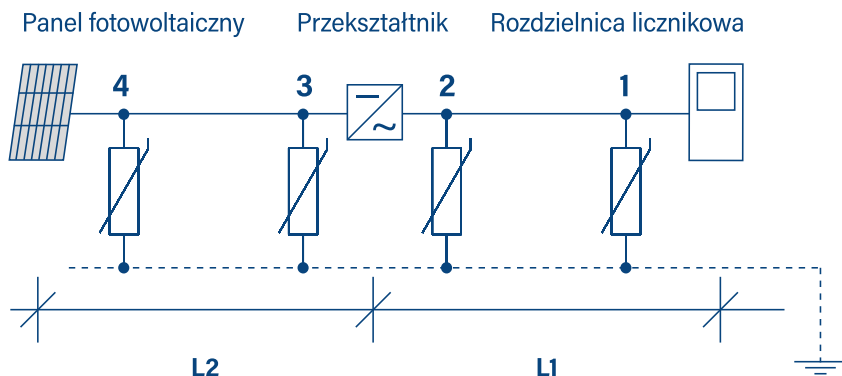 Panel fotowoltaiczny Przekształtnik Rozdzielnica licznikowa
4 3 2 1
L2 L1